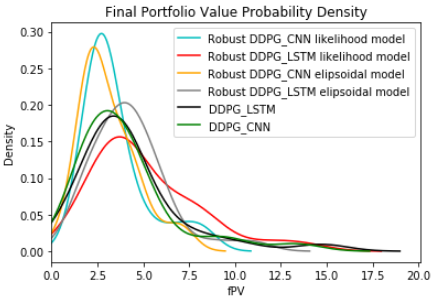 Final Portfolio Value Probability Density
Robust DDPG_CNN likelihood model
Robust DDPG_LSTM likelihood model
Robust DDPG_CNN elipsoidal model
Robust DDPG_LSTM elipsoidal model
DDPG_LSTM
DDPG_CNN
Density
0.30
0.25
0.20
0.15
0.10
0.05
0.00
0.0 2.5 5.0 7.5 10.0 12.5 15.0 17.5 20.0
fPV